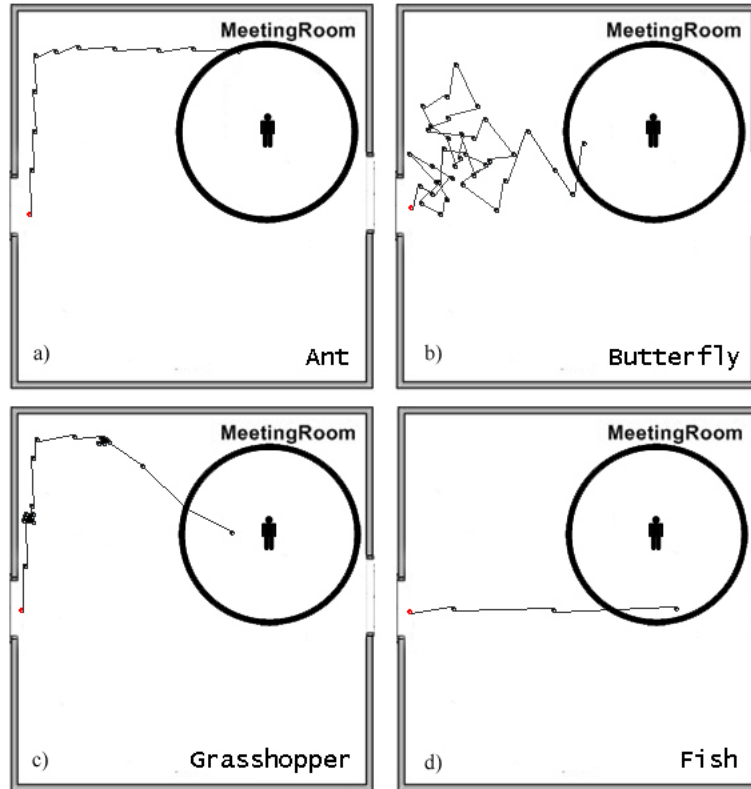 MeetingRoom
a)
Ant
MeetingRoom
b)
Butterfly
MeetingRoom
c)
Grasshopper
MeetingRoom
d)
Fish